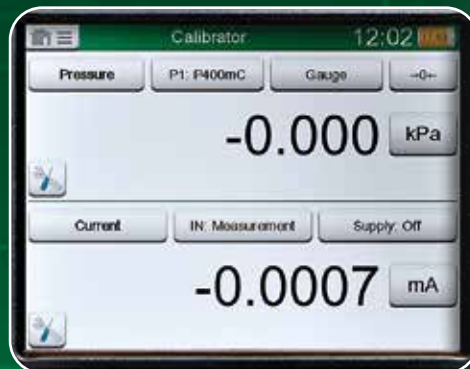 Calibrator 12:02
Pressure P1: P400mC Gauge →0←
-0.000 kPa
Current IN: Measurement Supply: Off
-0.0007 mA